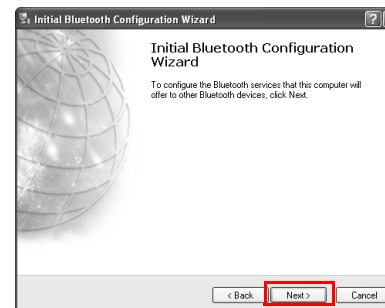 Initial Bluetooth Configuration Wizard
?
Initial Bluetooth Configuration
Wizard
To configure the Bluetooth services that this computer will
offer to other Bluetooth devices, click Next.
< Back Next > Cancel